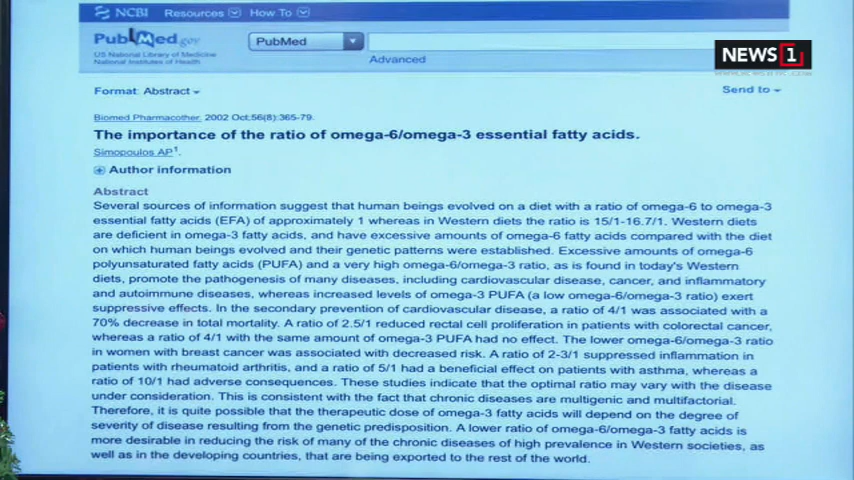 NCBI Resources How To
PubMed.gov
PubMed
US National Library of Medicine
National Institutes of Health
Advanced
NEWS 1
Format: Abstract
Send to
Biomed Pharmacother. 2002 Oct;56(8):365-79.
The importance of the ratio of omega-6/omega-3 essential fatty acids.
Simopoulos AP1.
Author information
Abstract
Several sources of information suggest that human beings evolved on a diet with a ratio of omega-6 to omega-3
essential fatty acids (EFA) of approximately 1 whereas in Western diets the ratio is 15/1-16.7/1. Western diets
are deficient in omega-3 fatty acids, and have excessive amounts of omega-6 fatty acids compared with the diet
on which human beings evolved and their genetic patterns were established. Excessive amounts of omega-6
polyunsaturated fatty acids (PUFA) and a very high omega-6/omega-3 ratio, as is found in today's Western
diets, promote the pathogenesis of many diseases, including cardiovascular disease, cancer, and inflammatory
and autoimmune diseases, whereas increased levels of omega-3 PUFA (a low omega-6/omega-3 ratio) exert
suppressive effects. In the secondary prevention of cardiovascular disease, a ratio of 4/1 was associated with a
70% decrease in total mortality. A ratio of 2.5/1 reduced rectal cell proliferation in patients with colorectal cancer,
whereas a ratio of 4/1 with the same amount of omega-3 PUFA had no effect. The lower omega-6/omega-3 ratio
in women with breast cancer was associated with decreased risk. A ratio of 2-3/1 suppressed inflammation in
patients with rheumatoid arthritis, and a ratio of 5/1 had a beneficial effect on patients with asthma, whereas a
ratio of 10/1 had adverse consequences. These studies indicate that the optimal ratio may vary with the disease
under consideration. This is consistent with the fact that chronic diseases are multigenic and multifactorial.
Therefore, it is quite possible that the therapeutic dose of omega-3 fatty acids will depend on the degree of
severity of disease resulting from the genetic predisposition. A lower ratio of omega-6/omega-3 fatty acids is
more desirable in reducing the risk of many of the chronic diseases of high prevalence in Western societies, as
well as in the developing countries, that are being exported to the rest of the world.